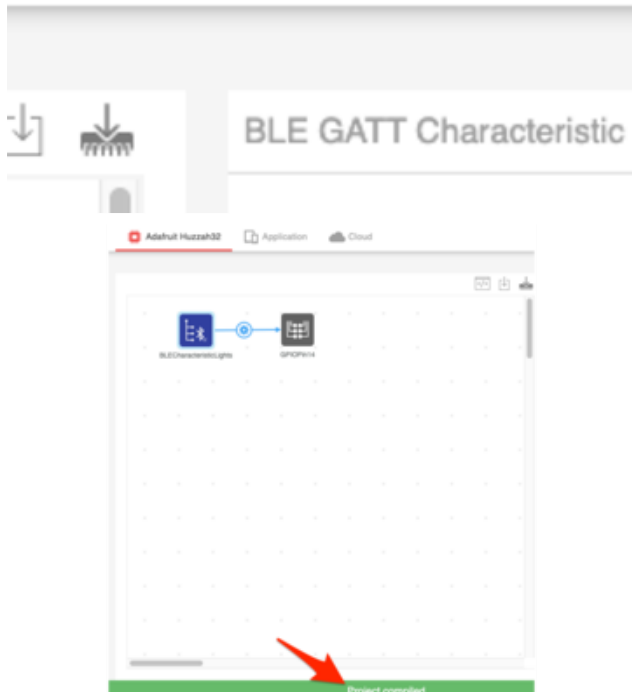 BLE GATT Characteristic
Adafruit Huzzah32 Application Cloud
BLECharacteristicLights GPIOPin14
Project compiled